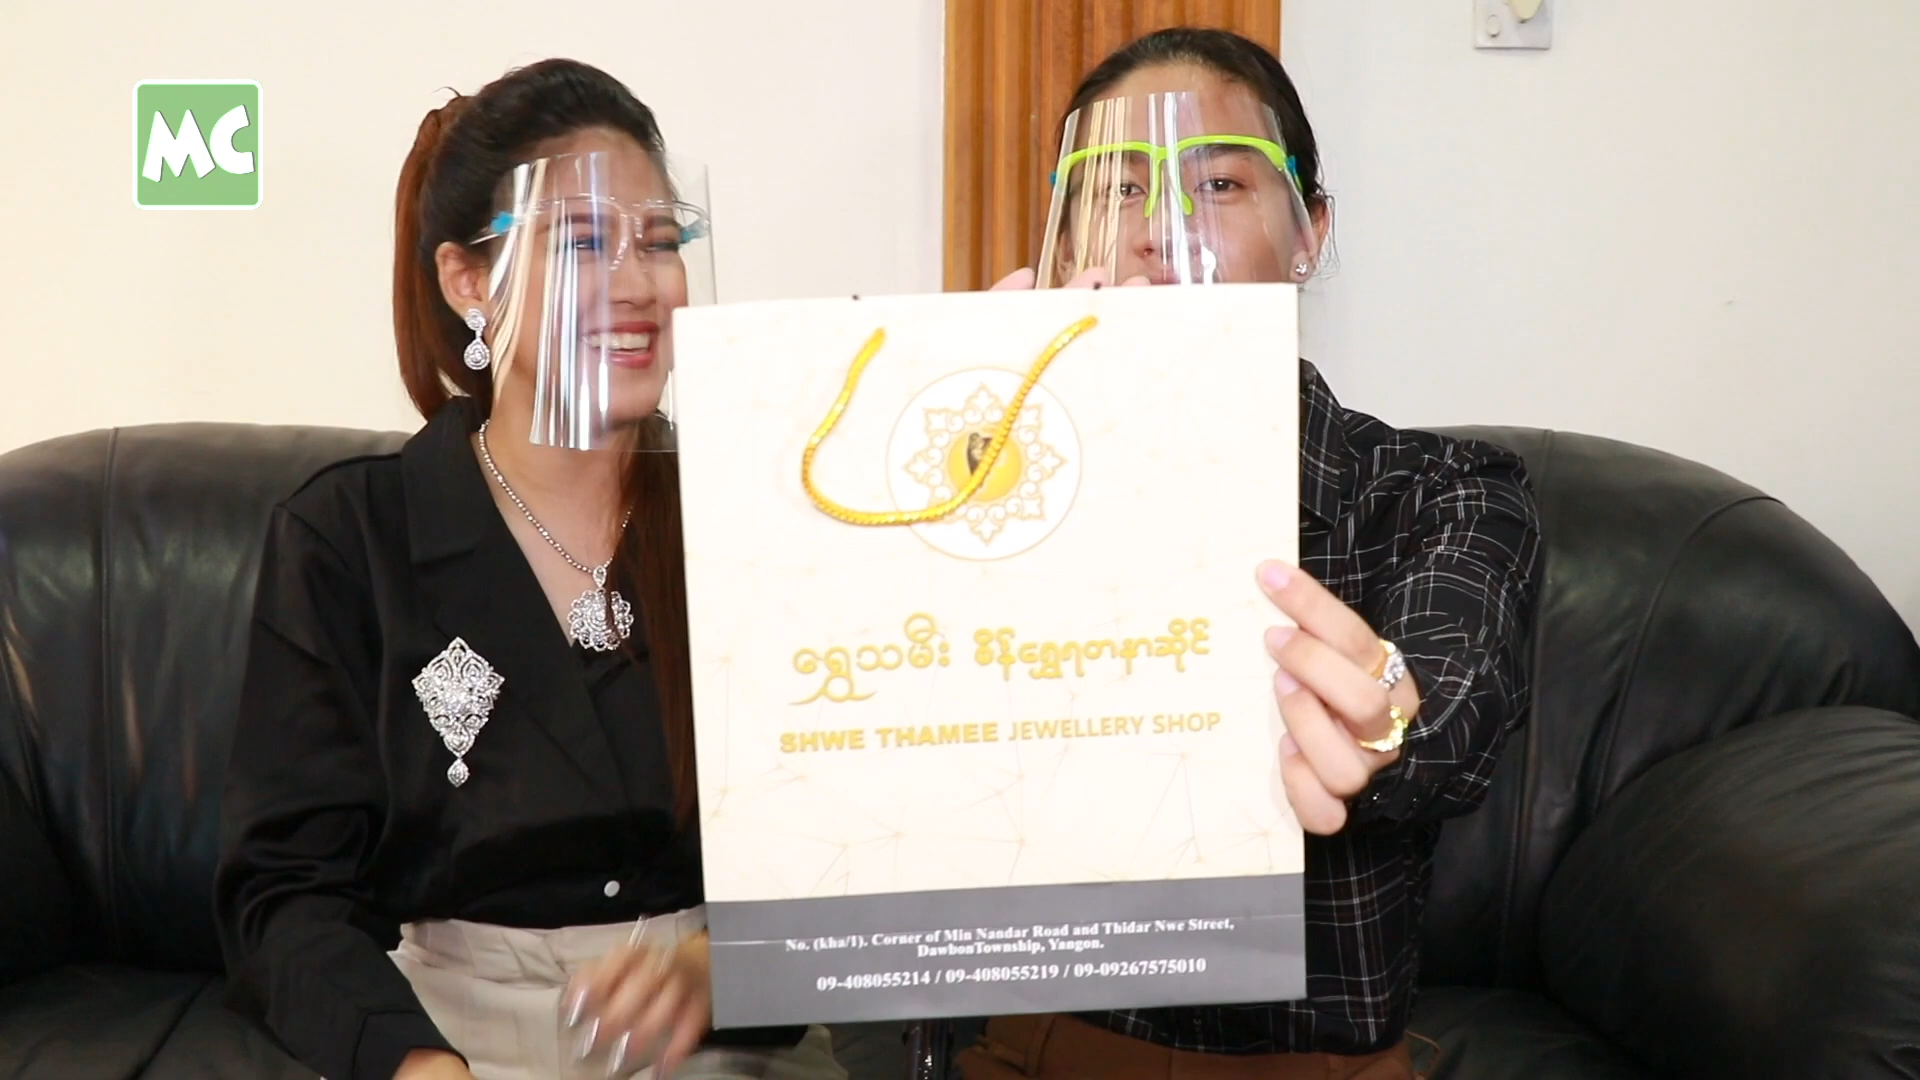 MC
ရွှေသမီး စိန်ရွှေရတနာဆိုင်
SHWE THAMEE JEWELLERY SHOP
No. (kha/1). Corner of Min Nandar Road and Thidar Nwe Street,
DawbonTownship, Yangon.
09-408055214 / 09-408055219 / 09-09267575010